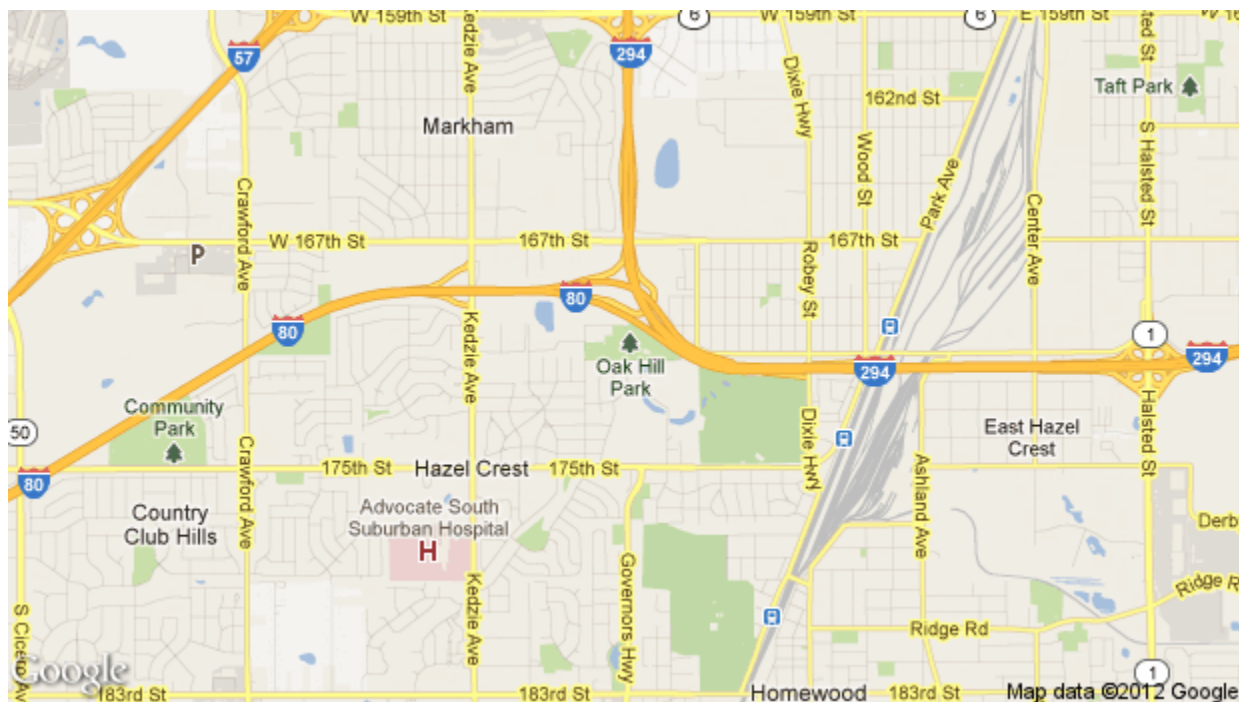 W 159th St
6
W 159th St
6
E 159th St
57
294
Kedzie Ave
Dixie Hwy
Taft Park
162nd St
Markham
Wood St
S Halsted St
Park Ave
Crawford Ave
Center Ave
W 167th St
167th St
167th St
P
Robey St
80
80
Kedzie Ave
1
294
294
Oak Hill
Park
Community
Park
Halsted St
Dixie Hwy
East Hazel
Crest
50
Crawford Ave
175th St
Hazel Crest
175th St
Ashland Ave
80
Advocate South
Suburban Hospital
H
Country
Club Hills
Derby
Governors Hwy
Kedzie Ave
Ridge R
S Cicero Av
Ridge Rd
Google
1
183rd St
183rd St
Homewood
183rd St
Map data ©2012 Google